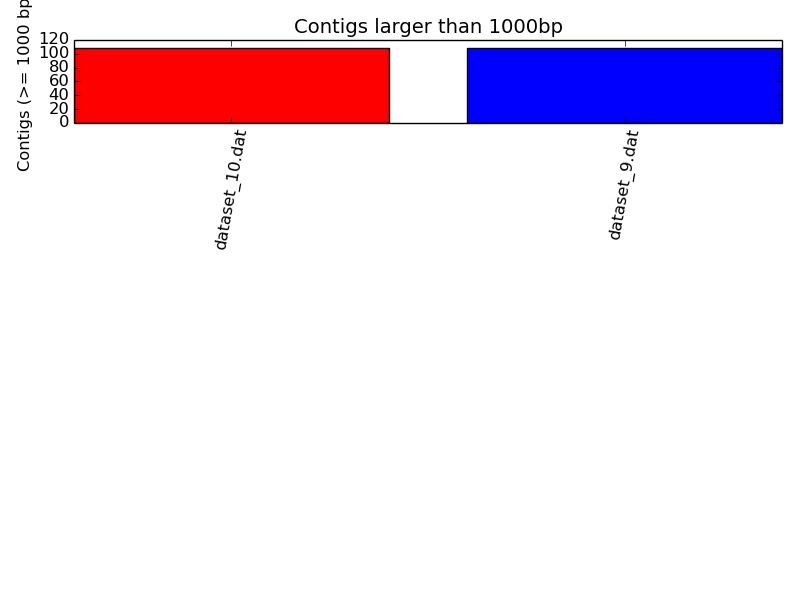 Contigs larger than 1000bp
Contigs (>= 1000 bp
120
100
80
60
40
20
0
dataset_10.dat
dataset_9.dat